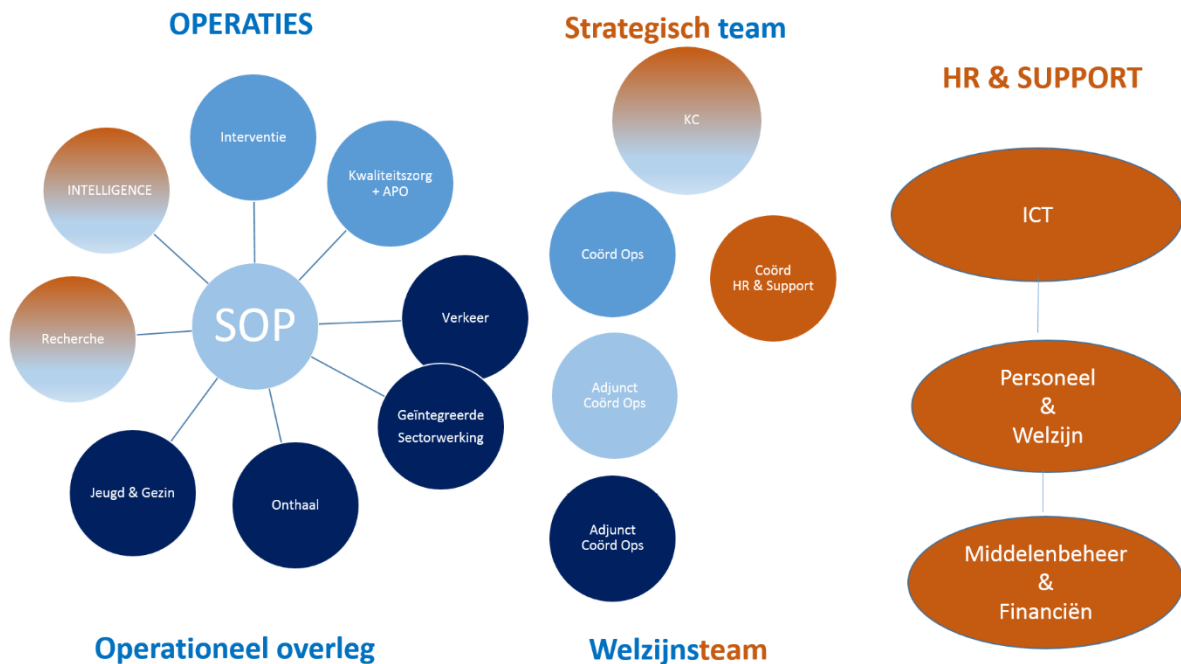 OPERATIES
Interventie
INTELLIGENCE
Kwaliteitszorg
+ APO
SOP
Verkeer
Recherche
Geïntegreerde
Sectorwerking
Jeugd & Gezin
Onthaal
Operationeel overleg
Strategisch team
KC
Coörd Ops
Coörd
HR & Support
Adjunct
Coörd Ops
Adjunct
Coörd Ops
Welzijnsteam
HR & SUPPORT
ICT
Personeel
&
Welzijn
Middelenbeheer
&
Financiën